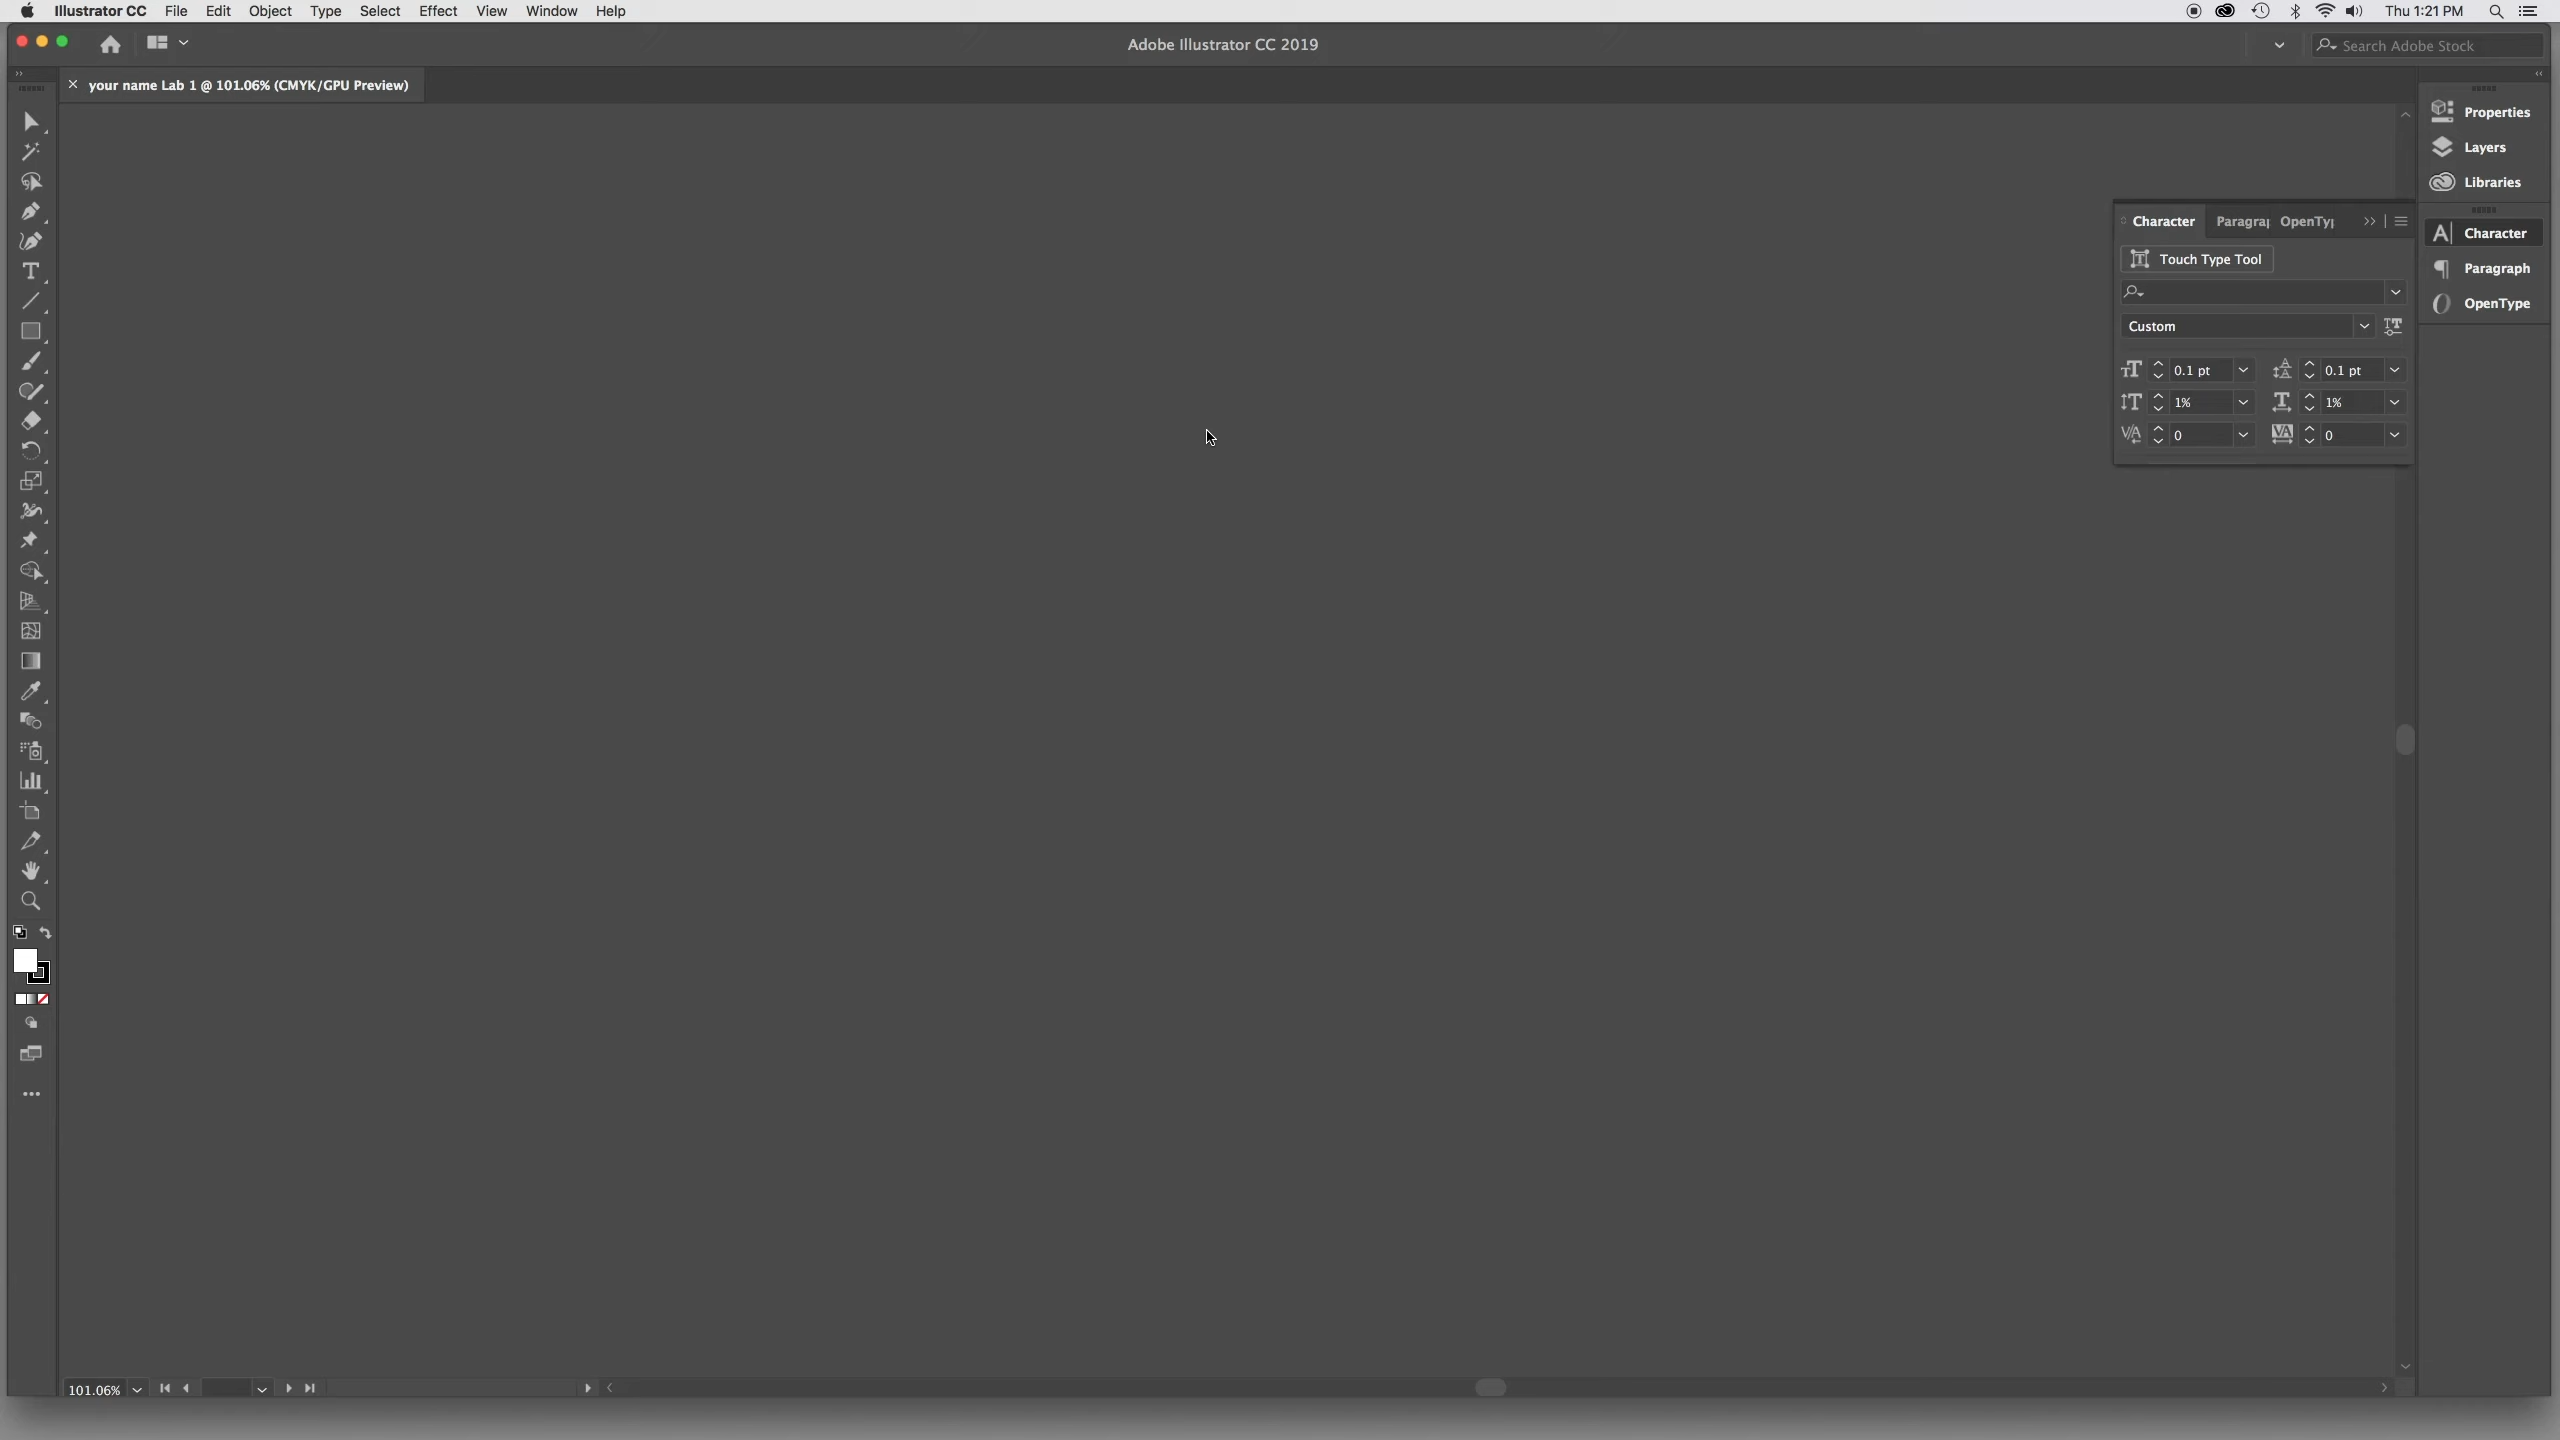 Illustrator CC File Edit Object Type Select Effect View Window Help Thu 1:21 PM
Adobe Illustrator CC 2019 Search Adobe Stock
your name Lab 1 @ 101.06% (CMYK/GPU Preview)
Properties
Layers
Libraries
Character Paragra OpenTy
Character
Touch Type Tool
Paragraph
OpenType
Custom
0.1 pt 0.1 pt
1% 1%
0 0
101.06%